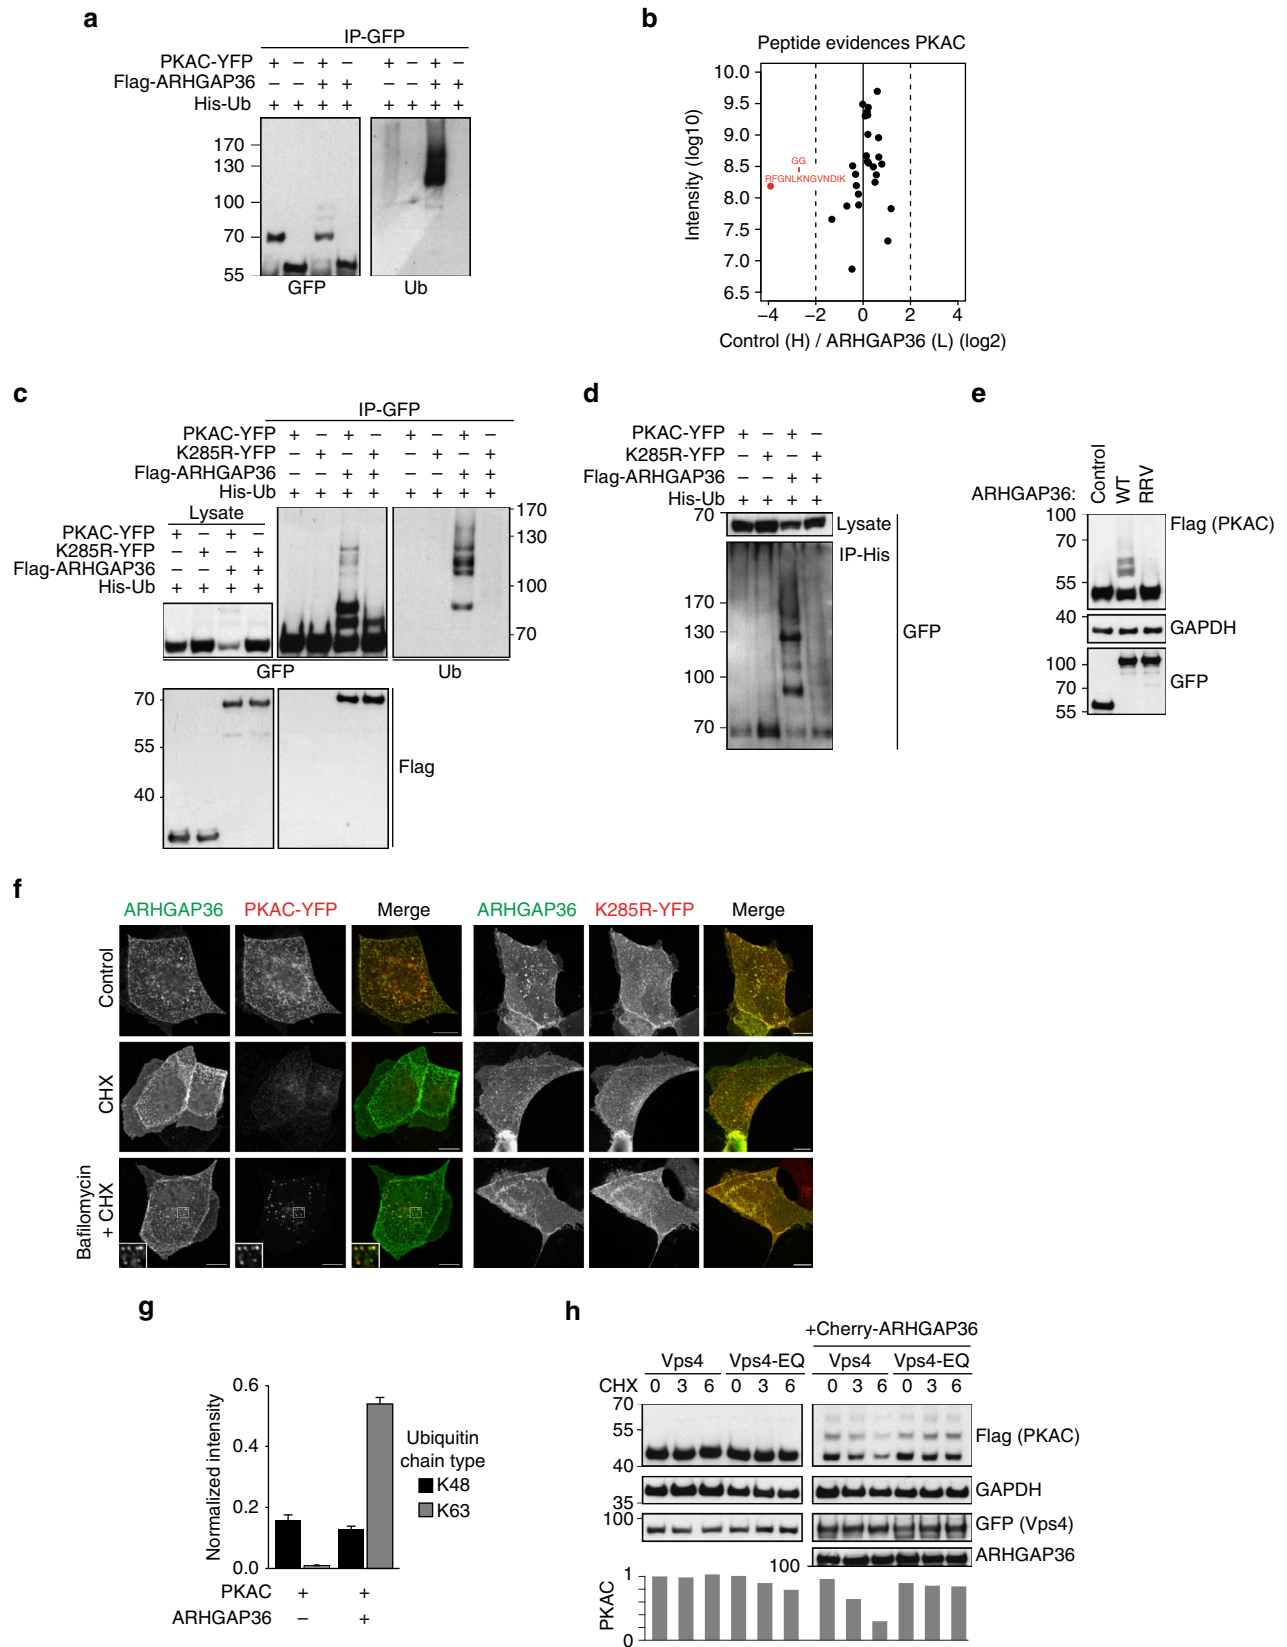 a
IP-GFP
PKAC-YFP + – + – + – + –
Flag-ARHGAP36 – – + + – – + +
His-Ub + + + + + + + +
170
130
100
70
55
GFP Ub
b
Peptide evidences PKAC
Intensity (log10)
10.0
9.5
9.0
8.5
8.0
7.5
7.0
6.5
GG
RFGNLKNGVNDIK
–4 –2 0 2 4
Control (H) / ARHGAP36 (L) (log2)
c
IP-GFP
PKAC-YFP + – + – + – + –
K285R-YFP – + – + – + – +
Flag-ARHGAP36 – – + + – – + +
His-Ub + + + + + + + +
Lysate
PKAC-YFP + – + –
K285R-YFP – + – +
Flag-ARHGAP36 – – + +
His-Ub + + + +
170
130
100
70
GFP Ub
70
55
40
Flag
d
PKAC-YFP + – + –
K285R-YFP – + – +
Flag-ARHGAP36 – – + +
His-Ub + + + +
70
Lysate
IP-His
170
130
100
70
GFP
e
ARHGAP36: Control WT RRV
100
70
55
Flag (PKAC)
40
GAPDH
100
70
55
GFP
f
ARHGAP36 PKAC-YFP Merge ARHGAP36 K285R-YFP Merge
Control
CHX
Bafilomycin
+ CHX
g
Normalized intensity
0.6
0.4
0.2
0.0
Ubiquitin
chain type
K48
K63
PKAC + +
ARHGAP36 – +
h
+Cherry-ARHGAP36
Vps4 Vps4-EQ Vps4 Vps4-EQ
CHX 0 3 6 0 3 6 0 3 6 0 3 6
70
55
40
Flag (PKAC)
35
GAPDH
100
GFP (Vps4)
100
ARHGAP36
PKAC
1
0